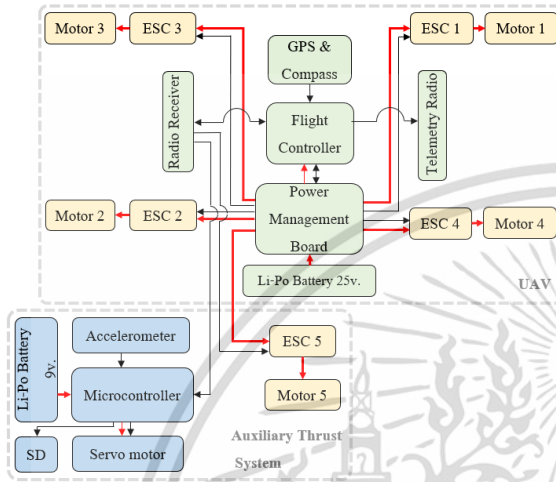 Motor 3
ESC 3
GPS &
Compass
ESC 1
Motor 1
Radio Receiver
Flight
Controller
Telemetry Radio
Motor 2
ESC 2
Power
Management
Board
ESC 4
Motor 4
Li-Po Battery 25v.
UAV
Li-Po Battery
9v.
Accelerometer
ESC 5
Microcontroller
Motor 5
SD
Servo motor
Auxiliary Thrust
System